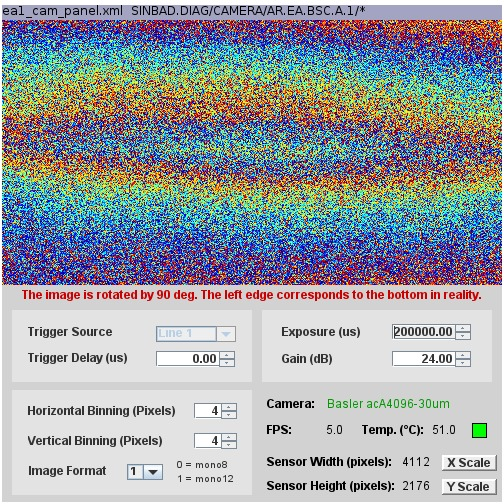 ea1_cam_panel.xml SINBAD.DIAG/CAMERA/AR.EA.BSC.A.1/*
The image is rotated by 90 deg. The left edge corresponds to the bottom in reality.
Trigger Source Line 1
Trigger Delay (us) 0.00
Exposure (us) 200000.00
Gain (dB) 24.00
Horizontal Binning (Pixels) 4
Vertical Binning (Pixels) 4
Image Format 1 0 = mono8
1 = mono12
Camera: Basler acA4096-30um
FPS: 5.0 Temp. (°C): 51.0
Sensor Width (pixels): 4112 X Scale
Sensor Height (pixels): 2176 Y Scale